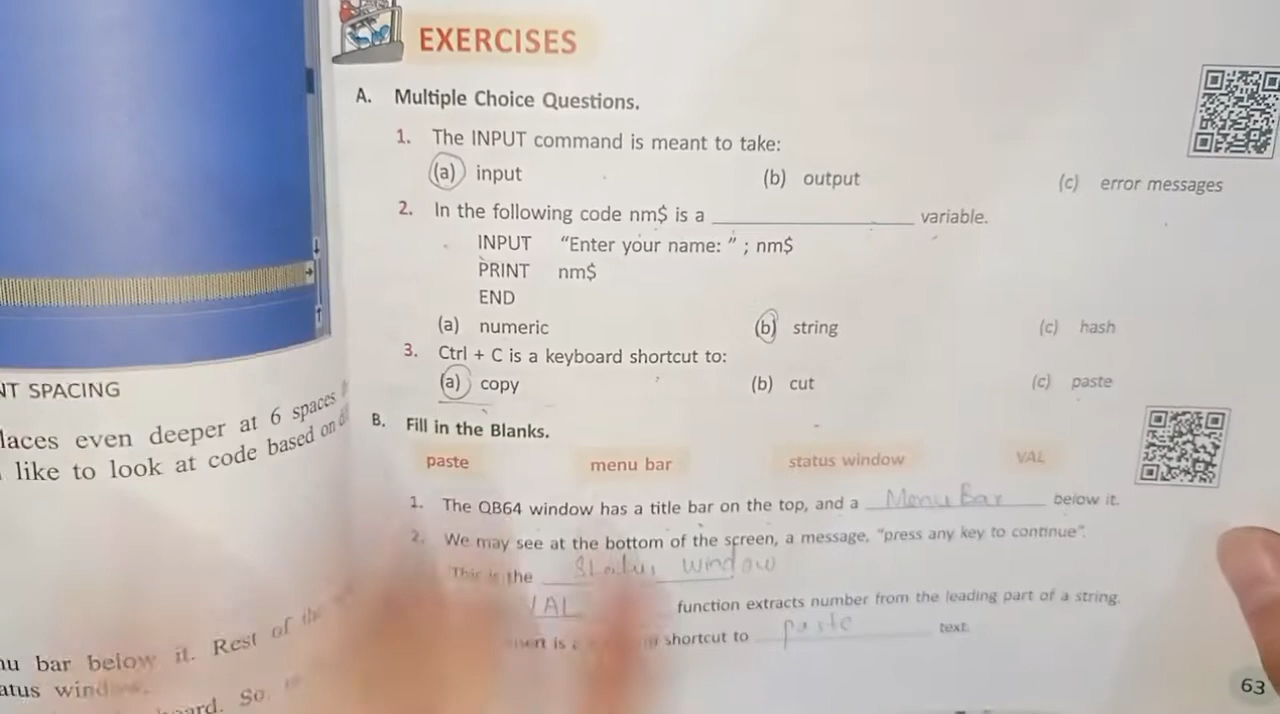 EXERCISES
A. Multiple Choice Questions.
1. The INPUT command is meant to take:
(a) input (b) output (c) error messages
2. In the following code nm$ is a ____________ variable.
INPUT “Enter your name: ” ; nm$
PRINT nm$
END
(a) numeric (b) string (c) hash
3. Ctrl + C is a keyboard shortcut to:
(a) copy (b) cut (c) paste
B. Fill in the Blanks.
paste menu bar status window VAL
1. The QB64 window has a title bar on the top, and a Menu Bar below it.
2. We may see at the bottom of the screen, a message, “press any key to continue”.
This is the Status window
VAL function extracts number from the leading part of a string.
is shortcut to paste text.
63
NT SPACING
laces even deeper at 6 spaces
like to look at code based on
nu bar below it. Rest of the
atus
So